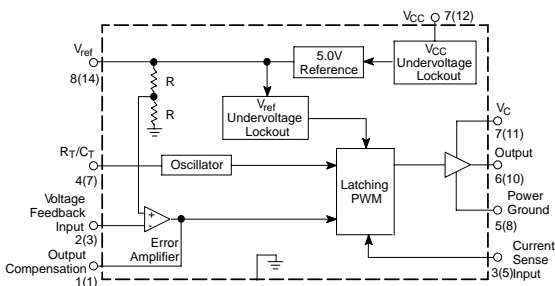 VCC 7(12)
Vref
8(14)
R
R
5.0V
Reference
VCC
Undervoltage
Lockout
Vref
Undervoltage
Lockout
VC
7(11)
RT/CT
4(7)
Oscillator
Latching
PWM
Output
6(10)
Voltage
Feedback
Input
2(3)
+
-
Error
Amplifier
Power
Ground
5(8)
Output
Compensation
1(1)
Current
Sense
Input
3(5)